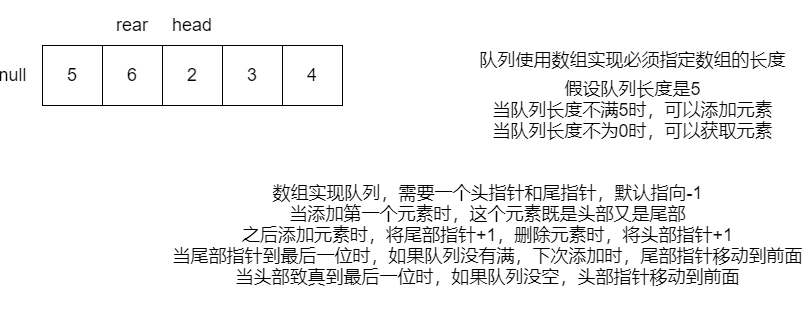 rear head
null 5 6 2 3 4
队列使用数组实现必须指定数组的长度
假设队列长度是5
当队列长度不满5时，可以添加元素
当队列长度不为0时，可以获取元素
数组实现队列，需要一个头指针和尾指针，默认指向-1
当添加第一个元素时，这个元素既是头部又是尾部
之后添加元素时，将尾部指针+1，删除元素时，将头部指针+1
当尾部指针到最后一位时，如果队列没有满，下次添加时，尾部指针移动到前面
当头部致真到最后一位时，如果队列没空，头部指针移动到前面